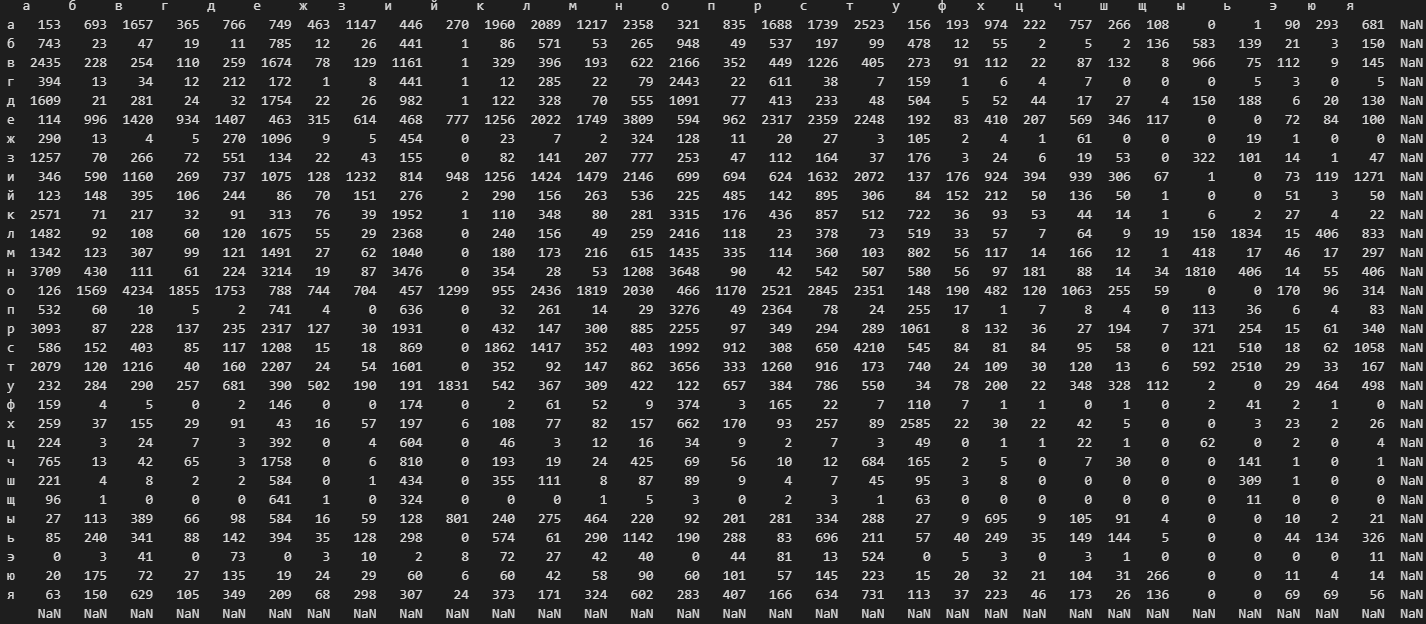 а б в г д е ж з и й к л м н о п р с т у ф х ц ч ш щ ы ь э ю я
а 153 693 1657 365 766 749 463 1147 446 270 1960 2089 1217 2358 321 835 1688 1739 2523 156 193 974 222 757 266 108 0 1 90 293 681 NaN
б 743 23 47 19 11 785 12 26 441 1 86 571 53 265 948 49 537 197 99 478 12 55 2 5 2 136 583 139 21 3 150 NaN
в 2435 228 254 110 259 1674 78 129 1161 1 329 396 193 622 2166 352 449 1226 405 273 91 112 22 87 132 8 966 75 112 9 145 NaN
г 394 13 34 12 212 172 1 8 441 1 12 285 22 79 2443 22 611 38 7 159 1 6 4 7 0 0 0 5 3 0 5 NaN
д 1609 21 281 24 32 1754 22 26 982 1 122 328 70 555 1091 77 413 233 48 504 5 52 44 17 27 4 150 188 6 20 130 NaN
е 114 996 1420 934 1407 463 315 614 468 777 1256 2022 1749 3809 594 962 2317 2359 2248 192 83 410 207 569 346 117 0 0 72 84 100 NaN
ж 290 13 4 5 270 1096 9 5 454 0 23 7 2 324 128 11 20 27 3 105 2 4 1 61 0 0 0 19 1 0 0 NaN
з 1257 70 266 72 551 134 22 43 155 0 82 141 207 777 253 47 112 164 37 176 3 24 6 19 53 0 322 101 14 1 47 NaN
и 346 590 1160 269 737 1075 128 1232 814 948 1256 1424 1479 2146 699 694 624 1632 2072 137 176 924 394 939 306 67 1 0 73 119 1271 NaN
й 123 148 395 106 244 86 70 151 276 2 290 156 263 536 225 485 142 895 306 84 152 212 50 136 50 1 0 0 51 3 50 NaN
к 2571 71 217 32 91 313 76 39 1952 1 110 348 80 281 3315 176 436 857 512 722 36 93 53 44 14 1 6 2 27 4 22 NaN
л 1482 92 108 60 120 1675 55 29 2368 0 240 156 49 259 2416 118 23 378 73 519 33 57 7 64 9 19 150 1834 15 406 833 NaN
м 1342 123 307 99 121 1491 27 62 1040 0 180 173 216 615 1435 335 114 360 103 802 56 117 14 166 12 1 418 17 46 17 297 NaN
н 3709 430 111 61 224 3214 19 87 3476 0 354 28 53 1208 3648 90 42 542 507 580 56 97 181 88 14 34 1810 406 14 55 406 NaN
о 126 1569 4234 1855 1753 788 744 704 457 1299 955 2436 1819 2030 466 1170 2521 2845 2351 148 190 482 120 1063 255 59 0 0 170 96 314 NaN
п 532 60 10 5 2 741 4 0 636 0 32 261 14 29 3276 49 2364 78 24 255 17 1 7 8 4 0 113 36 6 4 83 NaN
р 3093 87 228 137 235 2317 127 30 1931 0 432 147 300 885 2255 97 349 294 289 1061 8 132 36 27 194 7 371 254 15 61 340 NaN
с 586 152 403 85 117 1208 15 18 869 0 1862 1417 352 403 1992 912 308 650 4210 545 84 81 84 95 58 0 121 510 18 62 1058 NaN
т 2079 120 1216 40 160 2207 24 54 1601 0 352 92 147 862 3656 333 1260 916 173 740 24 109 30 120 13 6 592 2510 29 33 167 NaN
у 232 284 290 257 681 390 502 190 191 1831 542 367 309 422 122 657 384 786 550 34 78 200 22 348 328 112 2 0 29 464 498 NaN
ф 159 4 5 0 2 146 0 0 174 0 2 61 52 9 374 3 165 22 7 110 7 1 1 0 1 0 2 41 2 1 0 NaN
х 259 37 155 29 91 43 16 57 197 6 108 77 82 157 662 170 93 257 89 2585 22 30 22 42 5 0 0 3 23 2 26 NaN
ц 224 3 24 7 3 392 0 4 604 0 46 3 12 16 34 9 2 7 3 49 0 1 1 22 1 0 62 0 2 0 4 NaN
ч 765 13 42 65 3 1758 0 6 810 0 193 19 24 425 69 56 10 12 684 165 2 5 0 7 30 0 0 141 1 0 1 NaN
ш 221 4 8 2 2 584 0 1 434 0 355 111 8 87 89 9 4 7 45 95 3 8 0 0 0 0 0 309 1 0 0 NaN
щ 96 1 0 0 0 641 1 0 324 0 0 0 1 5 3 0 2 3 1 63 0 0 0 0 0 0 0 11 0 0 0 NaN
ы 27 113 389 66 98 584 16 59 128 801 240 275 464 220 92 201 281 334 288 27 9 695 9 105 91 4 0 0 10 2 21 NaN
ь 85 240 341 88 142 394 35 128 298 0 574 61 290 1142 190 288 83 696 211 57 40 249 35 149 144 5 0 0 44 134 326 NaN
э 0 3 41 0 73 0 3 10 2 8 72 27 42 40 0 44 81 13 524 0 5 3 0 3 1 0 0 0 0 0 11 NaN
ю 20 175 72 27 135 19 24 29 60 6 60 42 58 90 60 101 57 145 223 15 20 32 21 104 31 266 0 0 11 4 14 NaN
я 63 150 629 105 349 209 68 298 307 24 373 171 324 602 283 407 166 634 731 113 37 223 46 173 26 136 0 0 69 69 56 NaN
NaN NaN NaN NaN NaN NaN NaN NaN NaN NaN NaN NaN NaN NaN NaN NaN NaN NaN NaN NaN NaN NaN NaN NaN NaN NaN NaN NaN NaN NaN NaN NaN